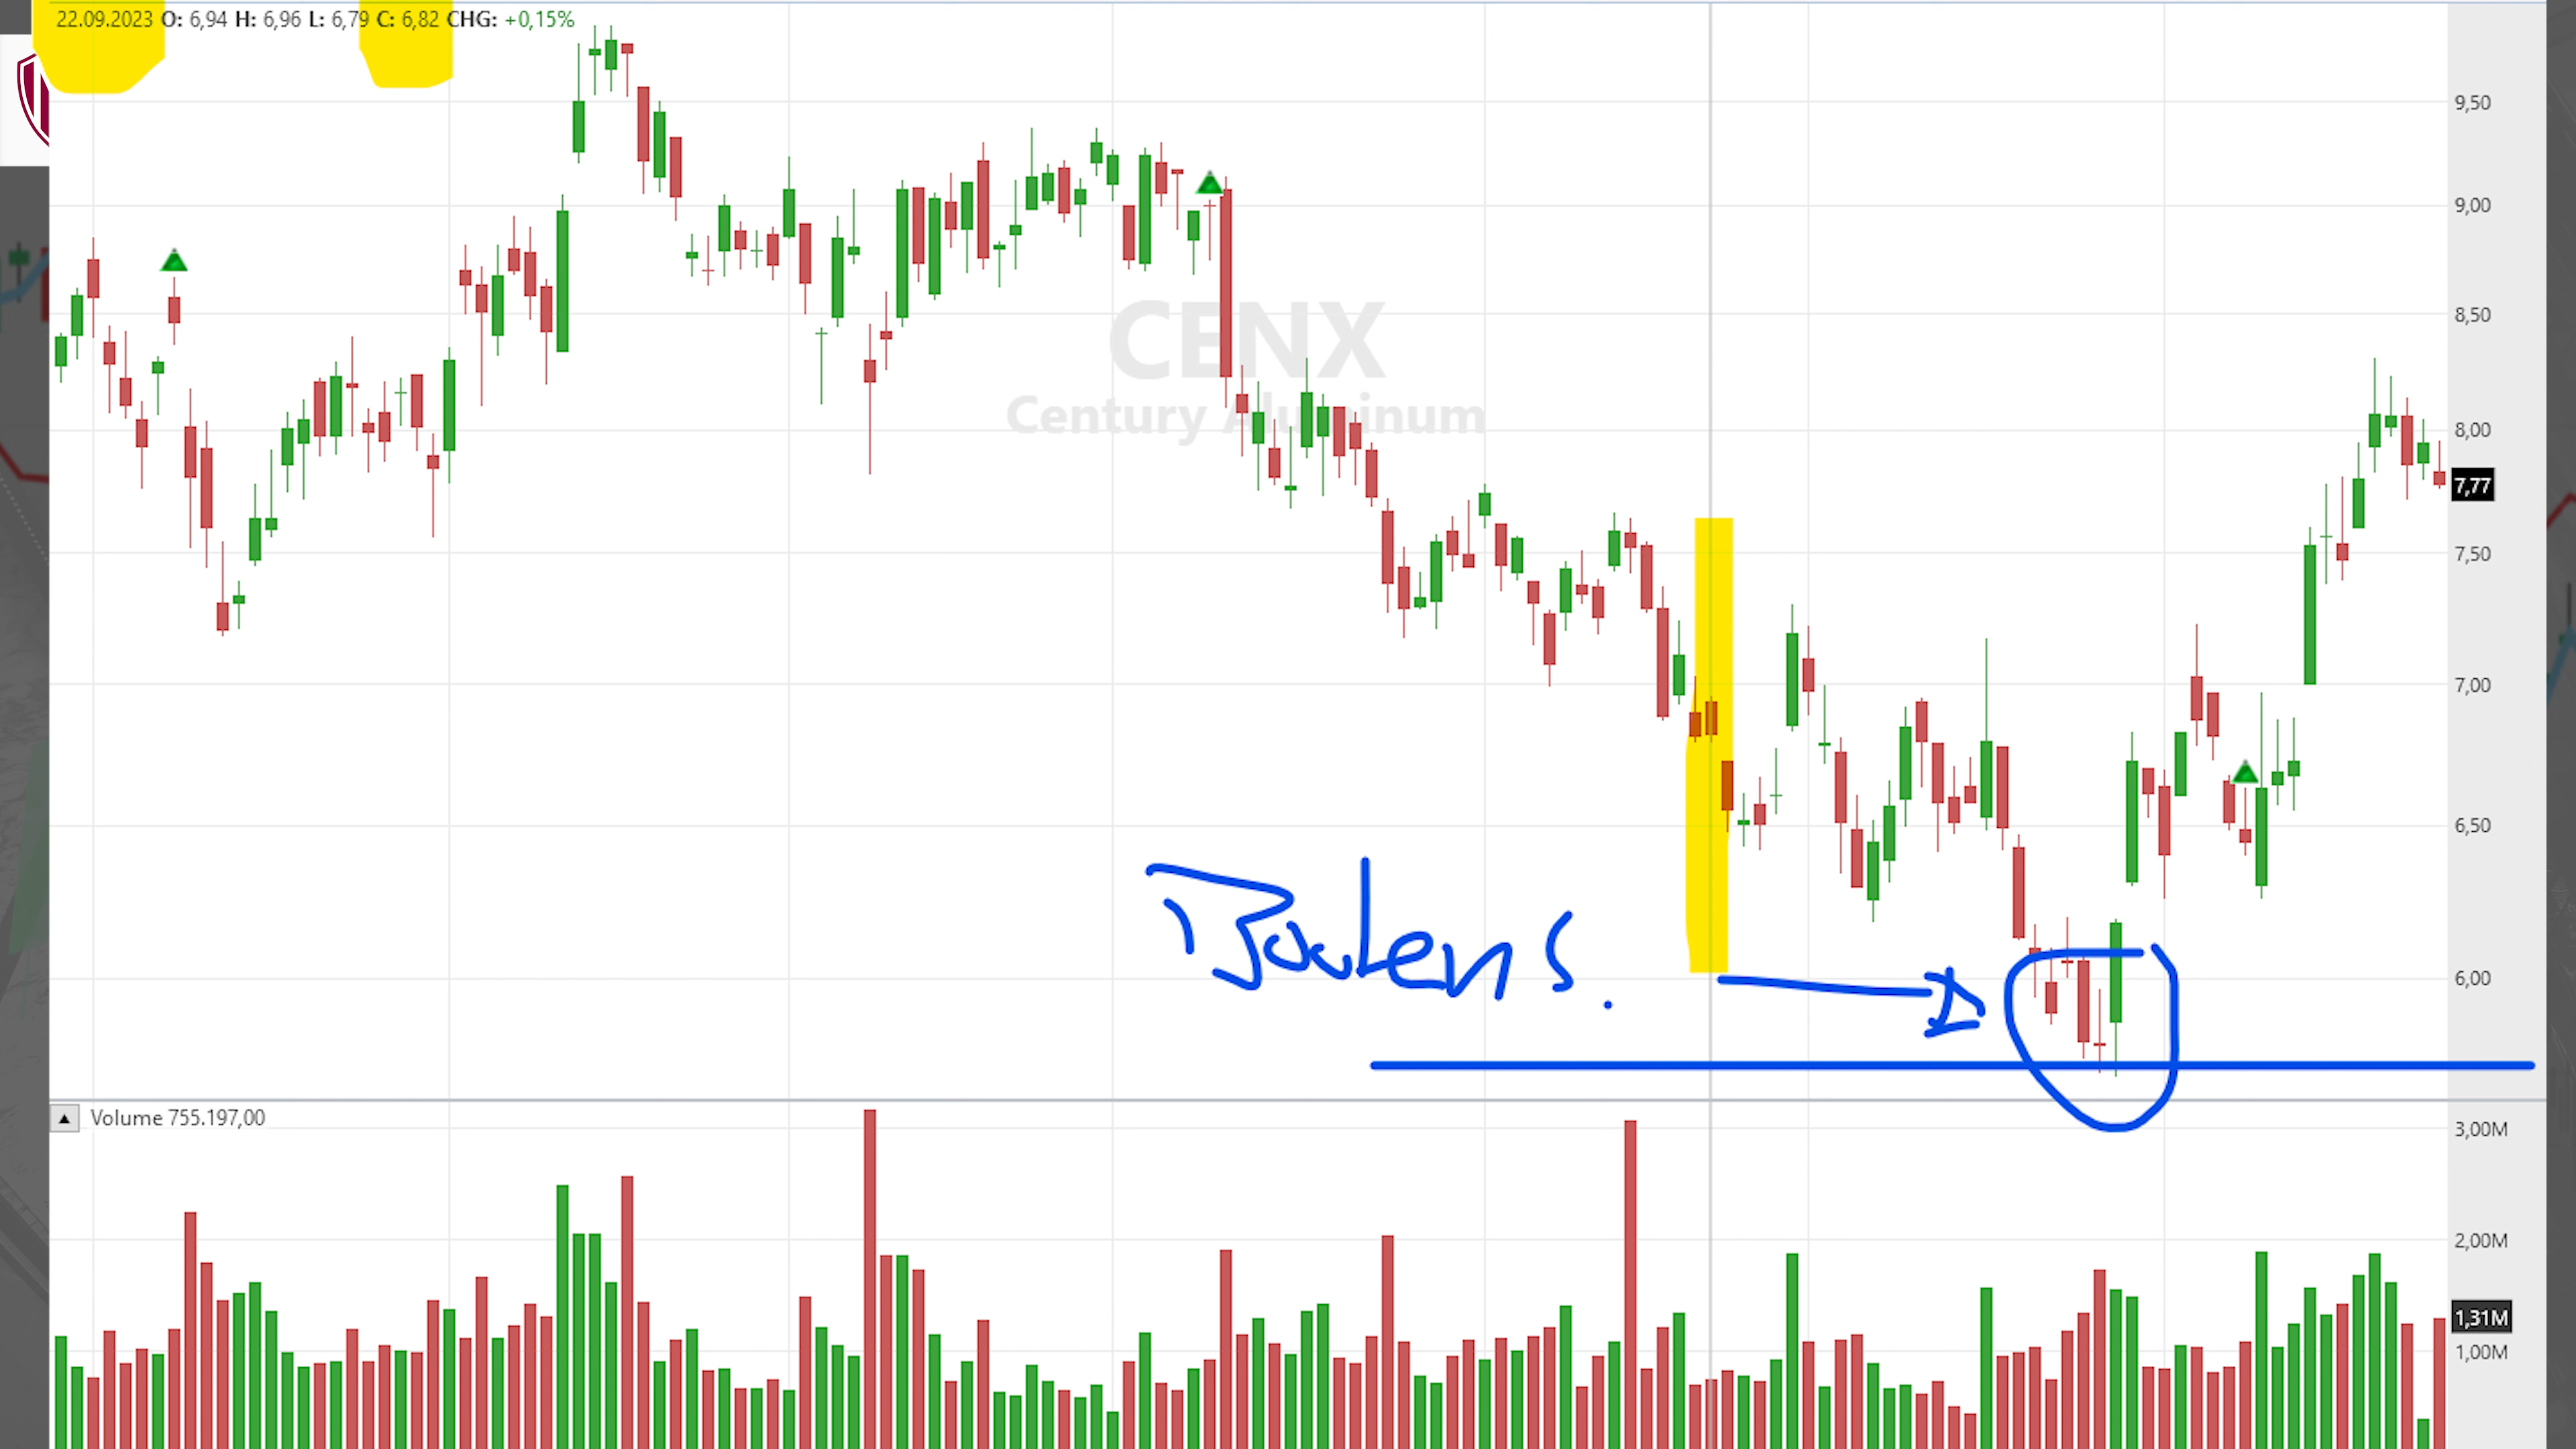 22.09.2023 O: 6,94 H: 6,96 L: 6,79 C: 6,82 CHG: +0,15%
9,50
9,00
CENX
Century Aluminum
8,50
8,00
7,77
7,50
7,00
6,50
6,00
Volume 755.197,00
3,00M
2,00M
1,31M
1,00M